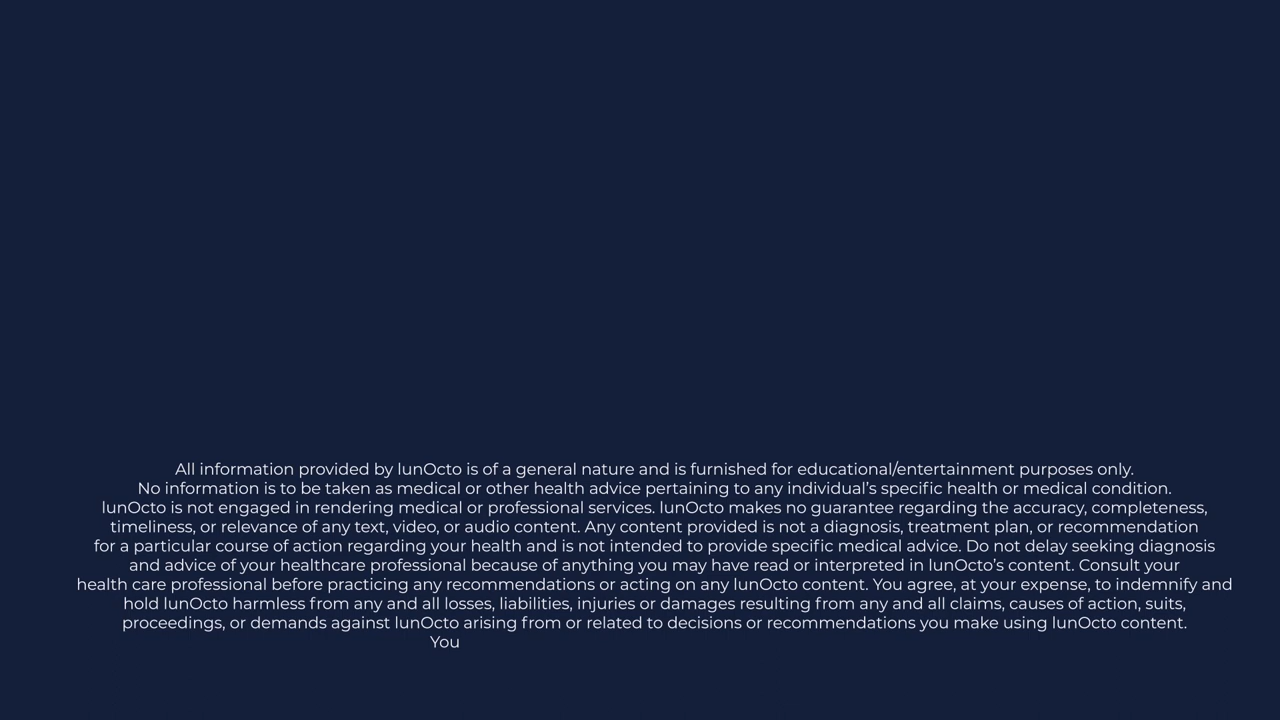 All information provided by lunOcto is of a general nature and is furnished for educational/entertainment purposes only.
No information is to be taken as medical or other health advice pertaining to any individual’s specific health or medical condition.
lunOcto is not engaged in rendering medical or professional services. lunOcto makes no guarantee regarding the accuracy, completeness,
timeliness, or relevance of any text, video, or audio content. Any content provided is not a diagnosis, treatment plan, or recommendation
for a particular course of action regarding your health and is not intended to provide specific medical advice. Do not delay seeking diagnosis
and advice of your healthcare professional because of anything you may have read or interpreted in lunOcto’s content. Consult your
health care professional before practicing any recommendations or acting on any lunOcto content. You agree, at your expense, to indemnify and
hold lunOcto harmless from any and all losses, liabilities, injuries or damages resulting from any and all claims, causes of action, suits,
proceedings, or demands against lunOcto arising from or related to decisions or recommendations you make using lunOcto content.
You